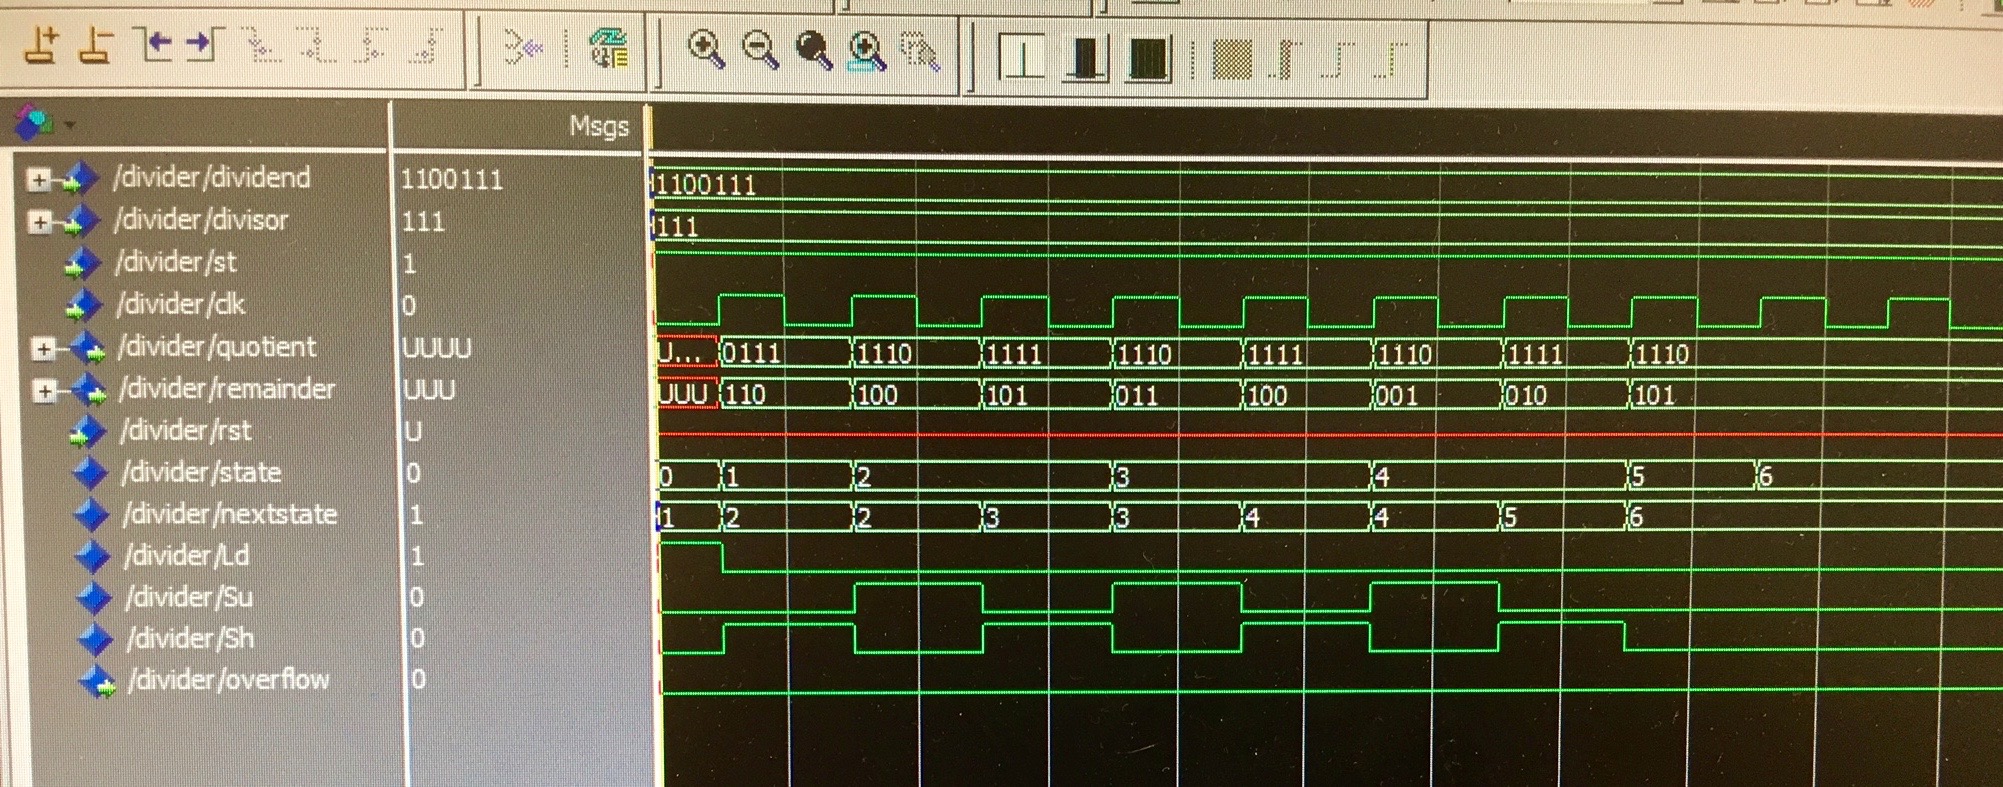 Msgs
/divider/dividend 1100111 1100111
/divider/divisor 111 111
/divider/st 1
/divider/clk 0
/divider/quotient UUUU U... 0111 1110 1111 1110 1111 1110 1111 1110
/divider/remainder UUU UUU 110 100 101 011 100 001 010 101
/divider/rst U
/divider/state 0 0 1 2 3 4 5 6
/divider/nextstate 1 1 2 2 3 3 4 4 5 6
/divider/Ld 1
/divider/Su 0
/divider/Sh 0
/divider/overflow 0